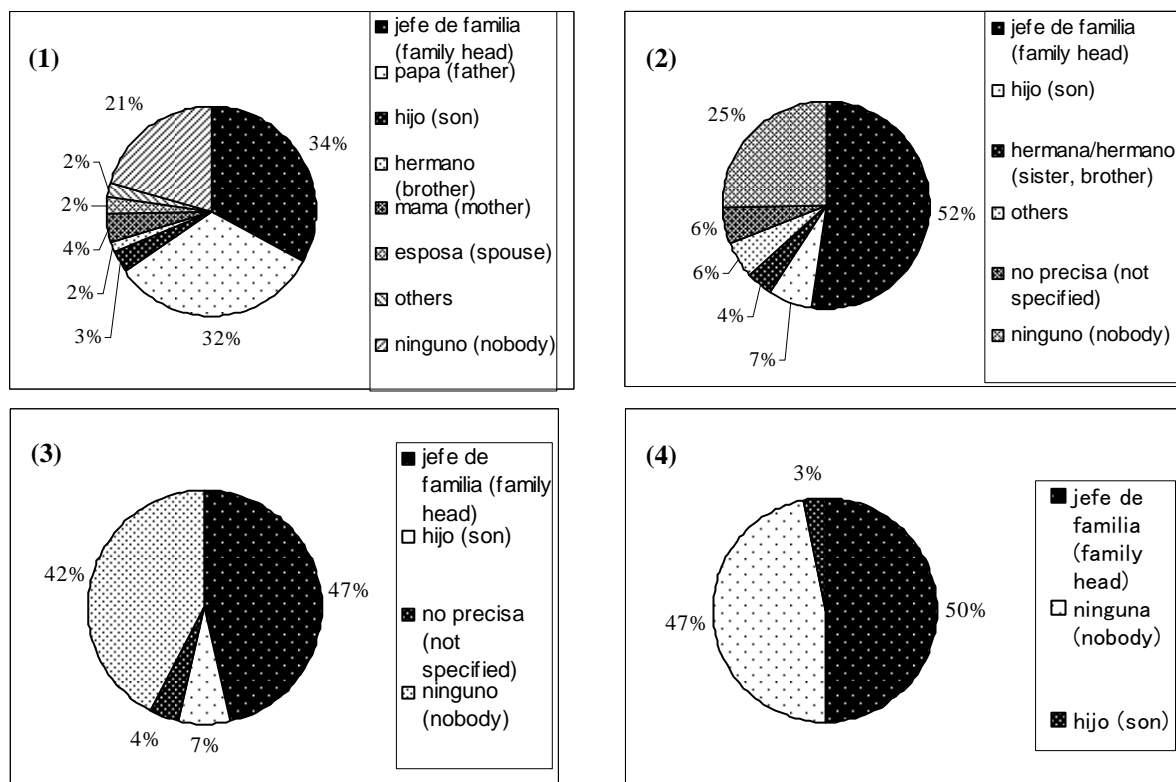 (1)
21%
34%
2%
2%
4%
2%
3%
32%
jefe de familia
(family head)
papa (father)
hijo (son)
hermano
(brother)
mama (mother)
esposa (spouse)
others
ninguno (nobody)
(2)
25%
52%
6%
6%
4%
7%
jefe de familia
(family head)
hijo (son)
hermana/hermano
(sister, brother)
others
no precisa (not
specified)
ninguno (nobody)
(3)
42%
47%
4%
7%
jefe de
familia (family
head)
hijo (son)
no precisa
(not
specified)
ninguno
(nobody)
(4)
3%
47%
50%
jefe de
familia
(family
head)
ninguna
(nobody)
hijo (son)